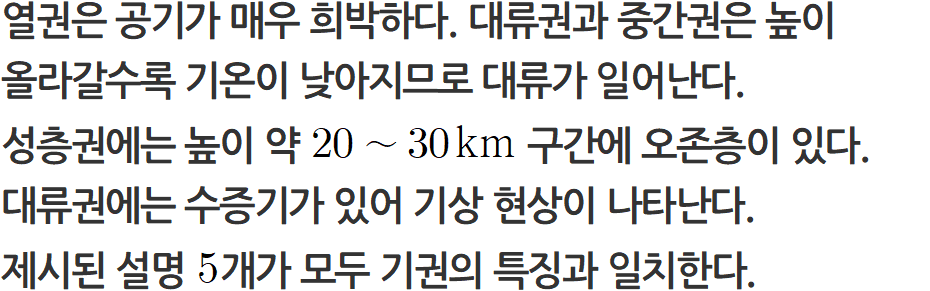 열권은 공기가 매우 희박하다. 대류권과 중간권은 높이
올라갈수록 기온이 낮아지므로 대류가 일어난다.
성층권에는 높이 약 20 ~ 30 km 구간에 오존층이 있다.
대류권에는 수증기가 있어 기상 현상이 나타난다.
제시된 설명 5개가 모두 기권의 특징과 일치한다.